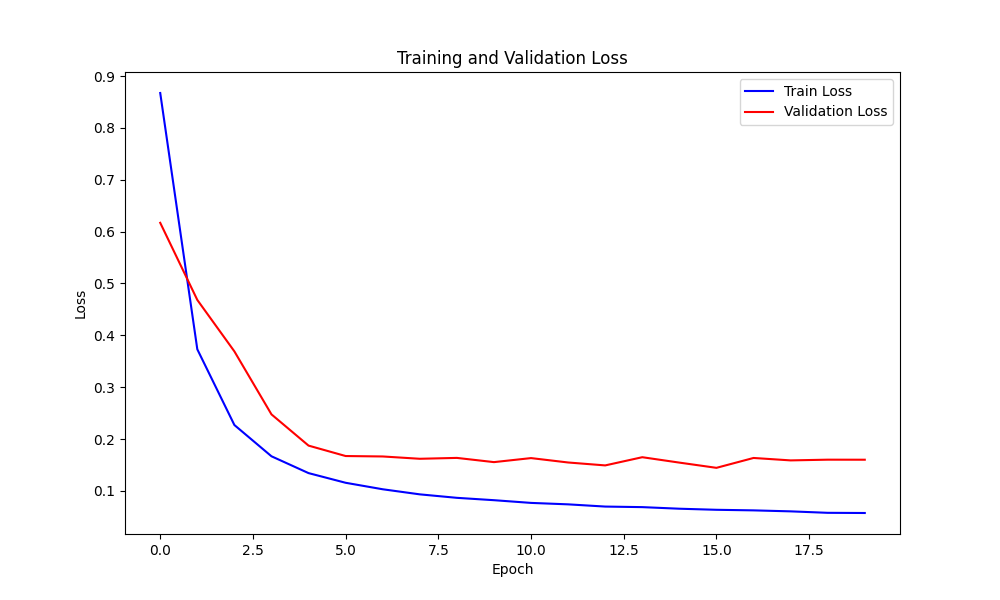 Training and Validation Loss
Train Loss
Validation Loss
Loss
0.9
0.8
0.7
0.6
0.5
0.4
0.3
0.2
0.1
0.0 2.5 5.0 7.5 10.0 12.5 15.0 17.5
Epoch